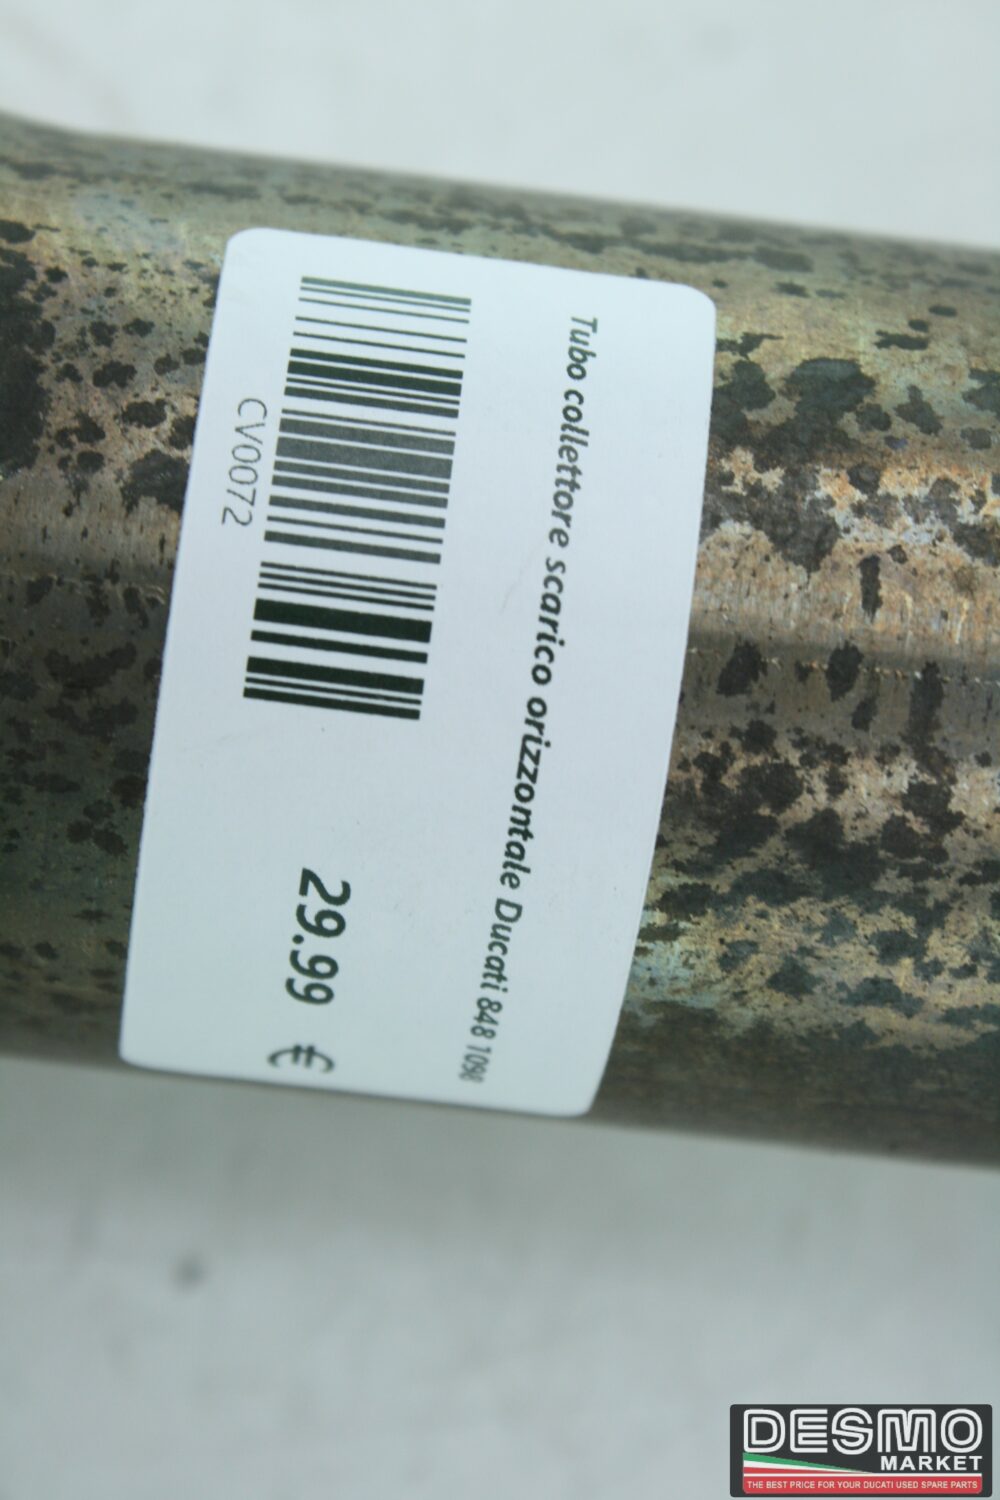 Tubo collettore scarico orizzontale Ducati 848 1098
CV0072
29.99 €
DESMO
MARKET
THE BEST PRICE FOR YOUR DUCATI USED SPARE PARTS